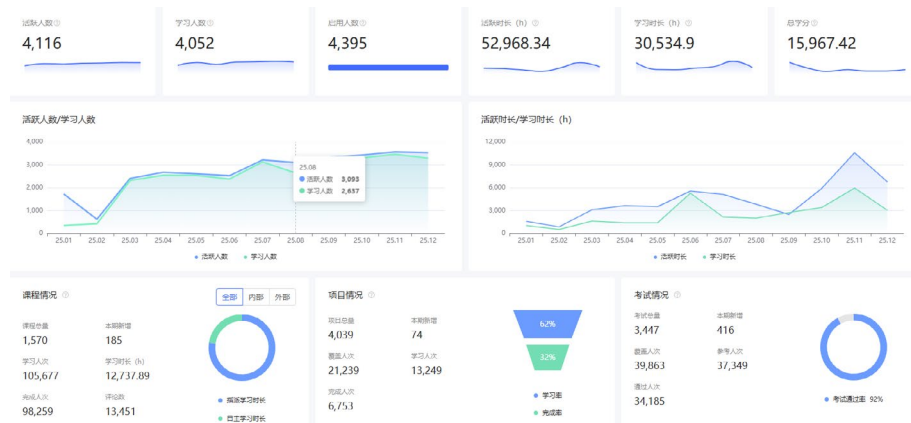 活跃人数 学习人数 启用人数 活跃时长（h） 学习时长（h） 总学分
4,116 4,052 4,395 52,968.34 30,534.9 15,967.42
活跃人数/学习人数
4,000
3,000
2,000
1,000
0
25.01 25.02 25.03 25.04 25.05 25.06 25.07 25.08 25.09 25.10 25.11 25.12
25.08
活跃人数 3,093
学习人数 2,637
活跃人数 学习人数
活跃时长/学习时长（h）
12,000
9,000
6,000
3,000
0
25.01 25.02 25.03 25.04 25.05 25.06 25.07 25.08 25.09 25.10 25.11 25.12
活跃时长 学习时长
课程情况 全部 内部 外部
课程总量 本期新增
1,570 185
学习人次 学习时长（h）
105,677 12,737.89
完成人次 评论数
98,259 13,451
指派学习时长
自主学习时长
项目情况
项目总量 本期新增
4,039 74
覆盖人次 学习人次
21,239 13,249
完成人次
6,753
62%
32%
学习率
完成率
考试情况
考试总量 本期新增
3,447 416
覆盖人次 参考人次
39,863 37,349
通过人次
34,185
考试通过率 92%